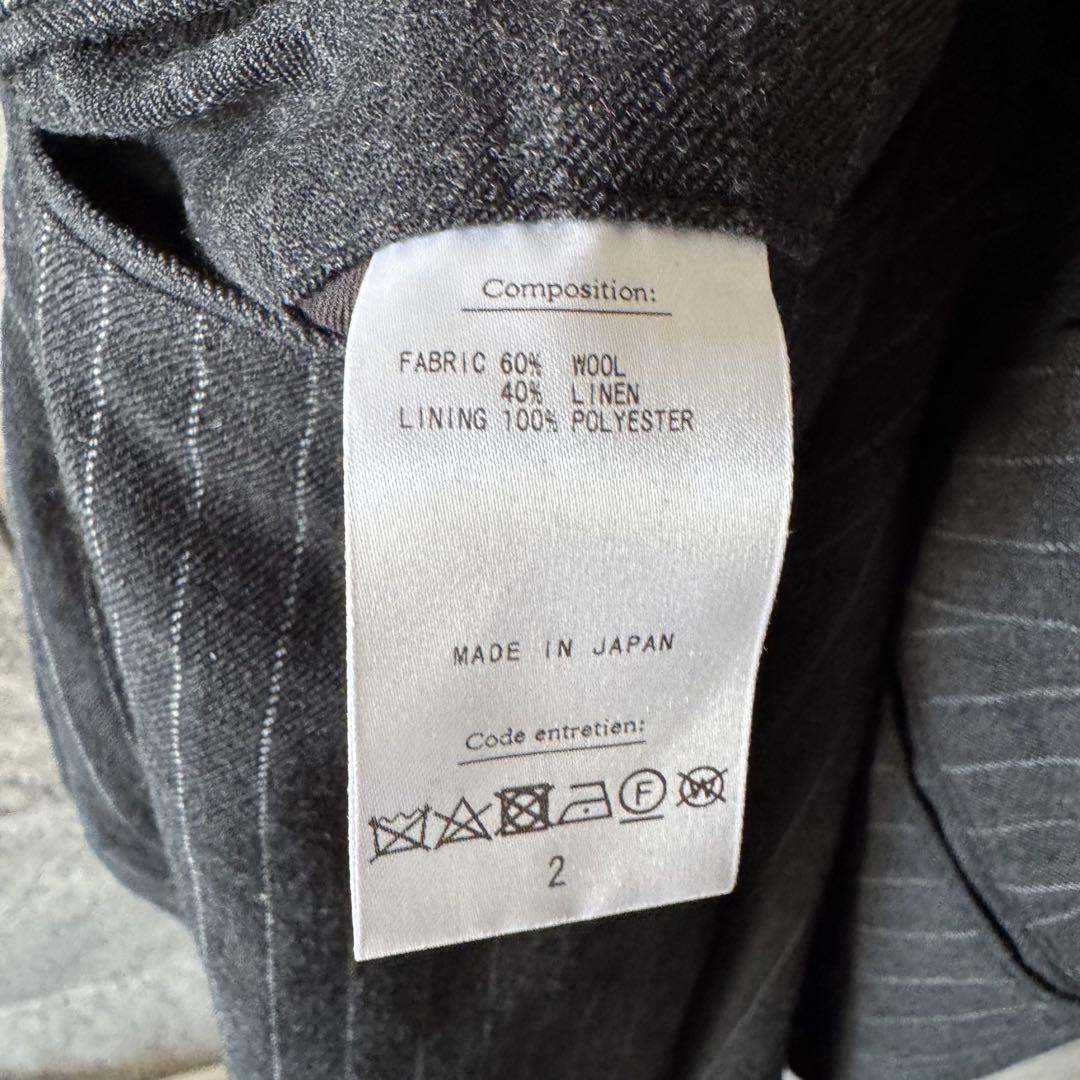 Composition:
FABRIC 60% WOOL
40% LINEN
LINING 100% POLYESTER
MADE IN JAPAN
Code entretien:
F W
2